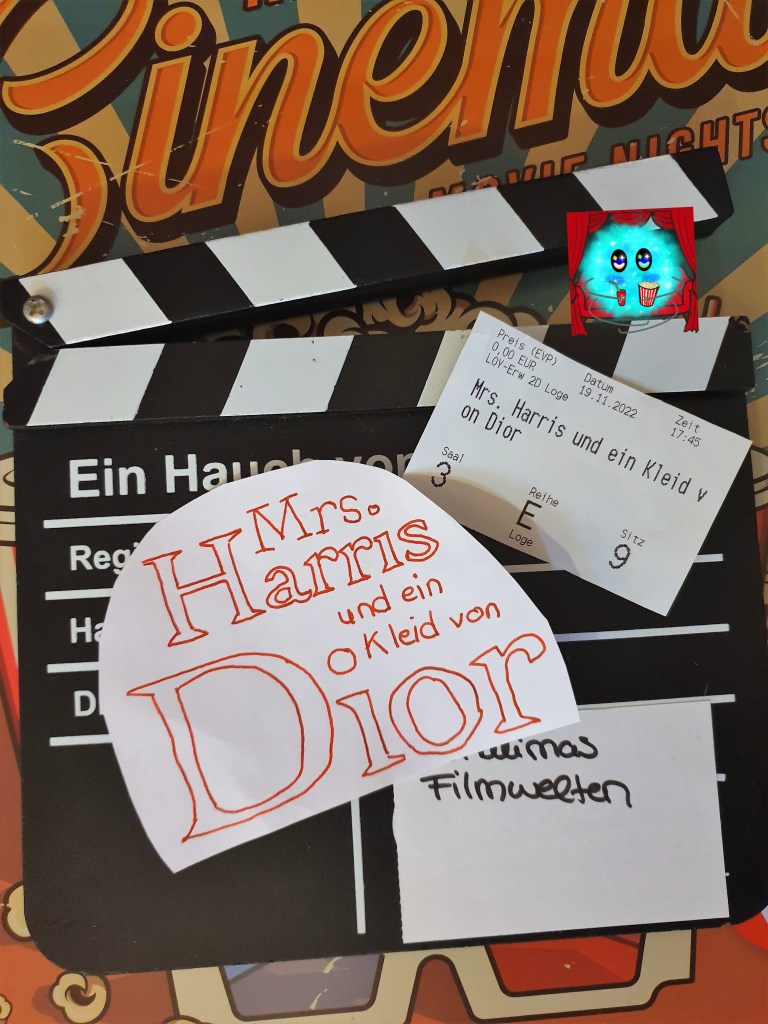 Cinema
MOVIE NIGHTS
Preis (EVP)
0,00 EUR
LOY-Erw 2D Loge
Datum
19.11.2022
Zeit
17:45
Mrs. Harris und ein Kleid v
on Dior
Saal
3
Reihe
E
Loge
Sitz
9
Ein Hauch von
Regi
Ha
Mrs.
Harris
und ein
Kleid von
Dior
Filmwelten